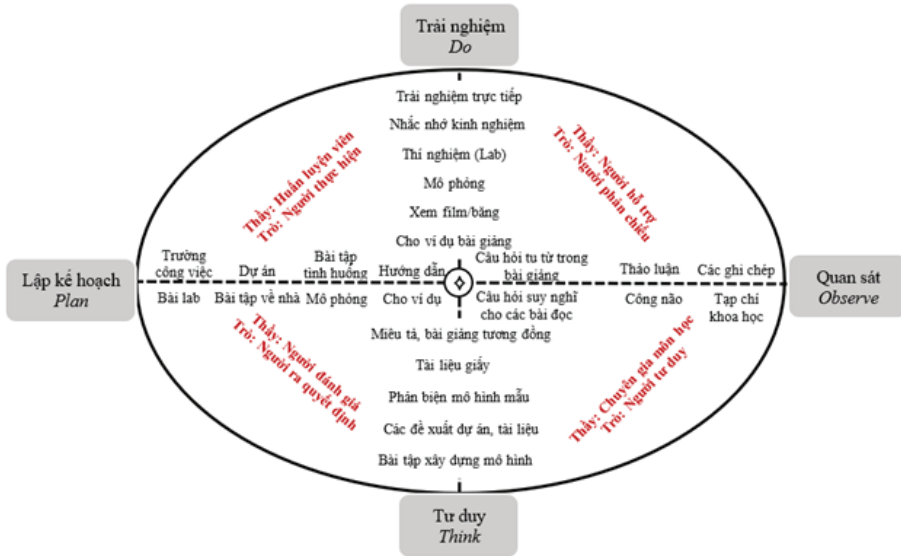 Trải nghiệm
Do
Trải nghiệm trực tiếp
Nhắc nhớ kinh nghiệm
Thí nghiệm (Lab)
Mô phỏng
Xem film/băng
Cho ví dụ bài giảng
Thầy: Huấn luyện viên
Trò: Người thực hiện
Thầy: Người hỗ trợ
Trò: Người phản chiếu
Lập kế hoạch
Plan
Trường
công việc
Dự án
Bài tập
tình huống
Hướng dẫn
Câu hỏi tu từ trong
bài giảng
Thảo luận
Các ghi chép
Bài lab
Bài tập về nhà
Mô phỏng
Cho ví dụ
Câu hỏi suy nghĩ
cho các bài đọc
Công não
Tạp chí
khoa học
Quan sát
Observe
Miêu tả, bài giảng tương đồng
Tài liệu giấy
Phản biện mô hình mẫu
Các đề xuất dự án, tài liệu
Bài tập xây dựng mô hình
Thầy: Người đánh giá
Trò: Người ra quyết định
Thầy: Chuyên gia môn học
Trò: Người tư duy
Tư duy
Think